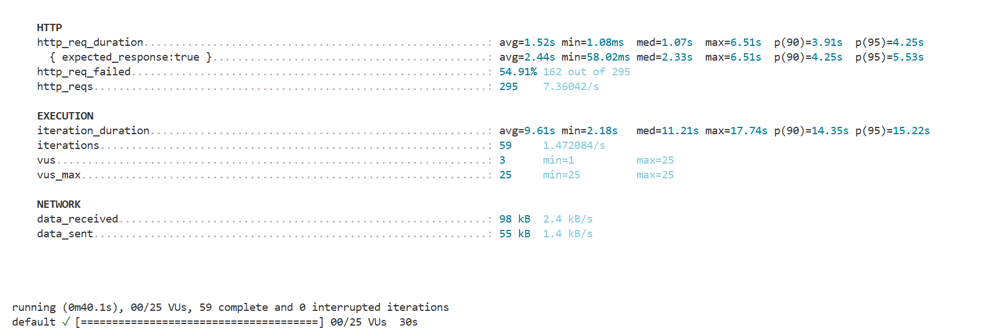 HTTP
http_req_duration.......................................................: avg=1.52s min=1.08ms med=1.07s max=6.51s p(90)=3.91s p(95)=4.25s
{ expected_response:true }............................................: avg=2.44s min=58.02ms med=2.33s max=6.51s p(90)=4.25s p(95)=5.53s
http_req_failed.........................................................: 54.91% 162 out of 295
http_reqs...............................................................: 295 7.36042/s
EXECUTION
iteration_duration......................................................: avg=9.61s min=2.18s med=11.21s max=17.74s p(90)=14.35s p(95)=15.22s
iterations..............................................................: 59 1.472084/s
vus.....................................................................: 3 min=1 max=25
vus_max.................................................................: 25 min=25 max=25
NETWORK
data_received...........................................................: 98 kB 2.4 kB/s
data_sent...............................................................: 55 kB 1.4 kB/s
running (0m40.1s), 00/25 VUs, 59 complete and 0 interrupted iterations
default ✓ [======================================] 00/25 VUs 30s